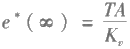 e*(∞) = TA / K_v